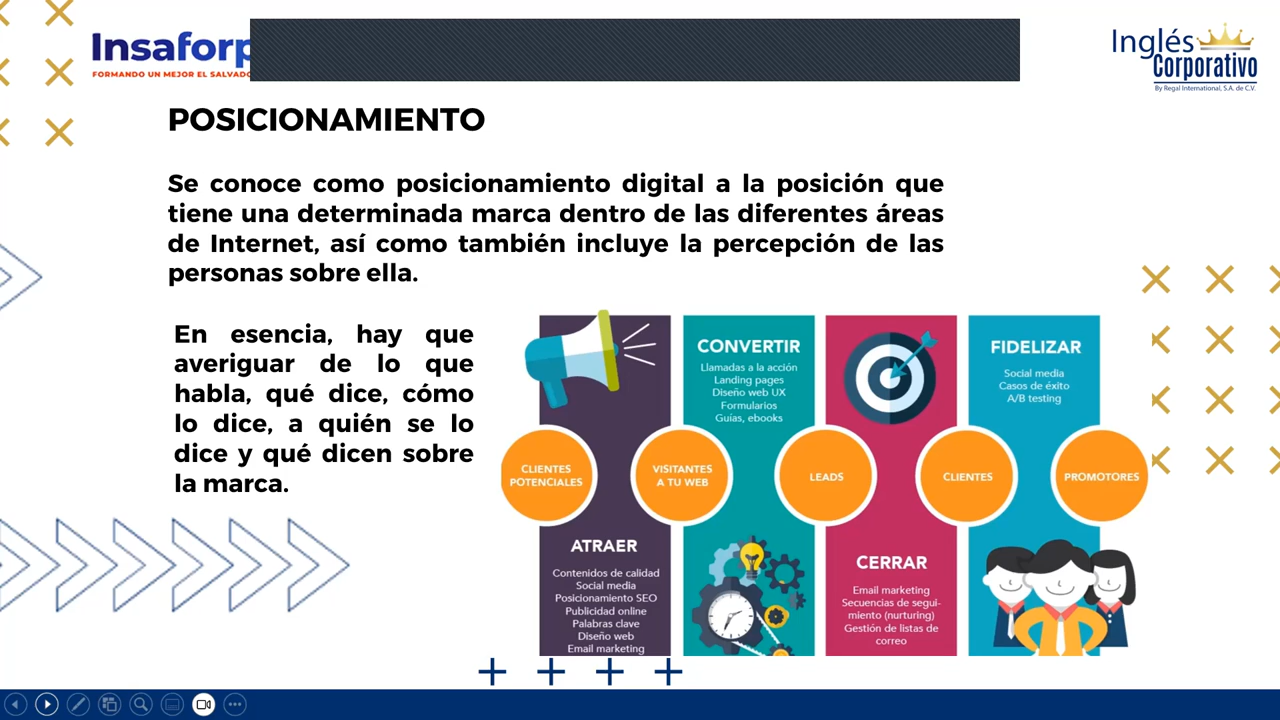 Insaforp
FORMANDO UN MEJOR EL SALVADO
Inglés
Corporativo
By Regal International, S.A. de C.V.
POSICIONAMIENTO
Se conoce como posicionamiento digital a la posición que
tiene una determinada marca dentro de las diferentes áreas
de Internet, así como también incluye la percepción de las
personas sobre ella.
En esencia, hay que
averiguar de lo que
habla, qué dice, cómo
lo dice, a quién se lo
dice y qué dicen sobre
la marca.
CONVERTIR
Llamadas a la acción
Landing pages
Diseño web UX
Formularios
Guías, ebooks
FIDELIZAR
Social media
Casos de éxito
A/B testing
CLIENTES
POTENCIALES
VISITANTES
A TU WEB
LEADS
CLIENTES
PROMOTORES
ATRAER
Contenidos de calidad
Social media
Posicionamiento SEO
Publicidad online
Palabras clave
Diseño web
Email marketing
CERRAR
Email marketing
Secuencias de segui-
miento (nurturing)
Gestión de listas de
correo